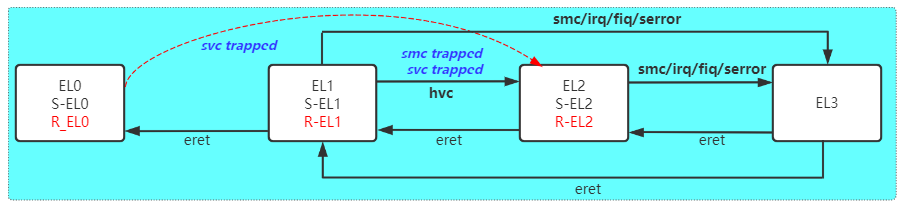 smc/irq/fiq/serror
svc trapped
smc trapped
svc trapped
hvc
smc/irq/fiq/serror
EL0
S-EL0
R_EL0
EL1
S-EL1
R-EL1
EL2
S-EL2
R-EL2
EL3
eret
eret
eret
eret